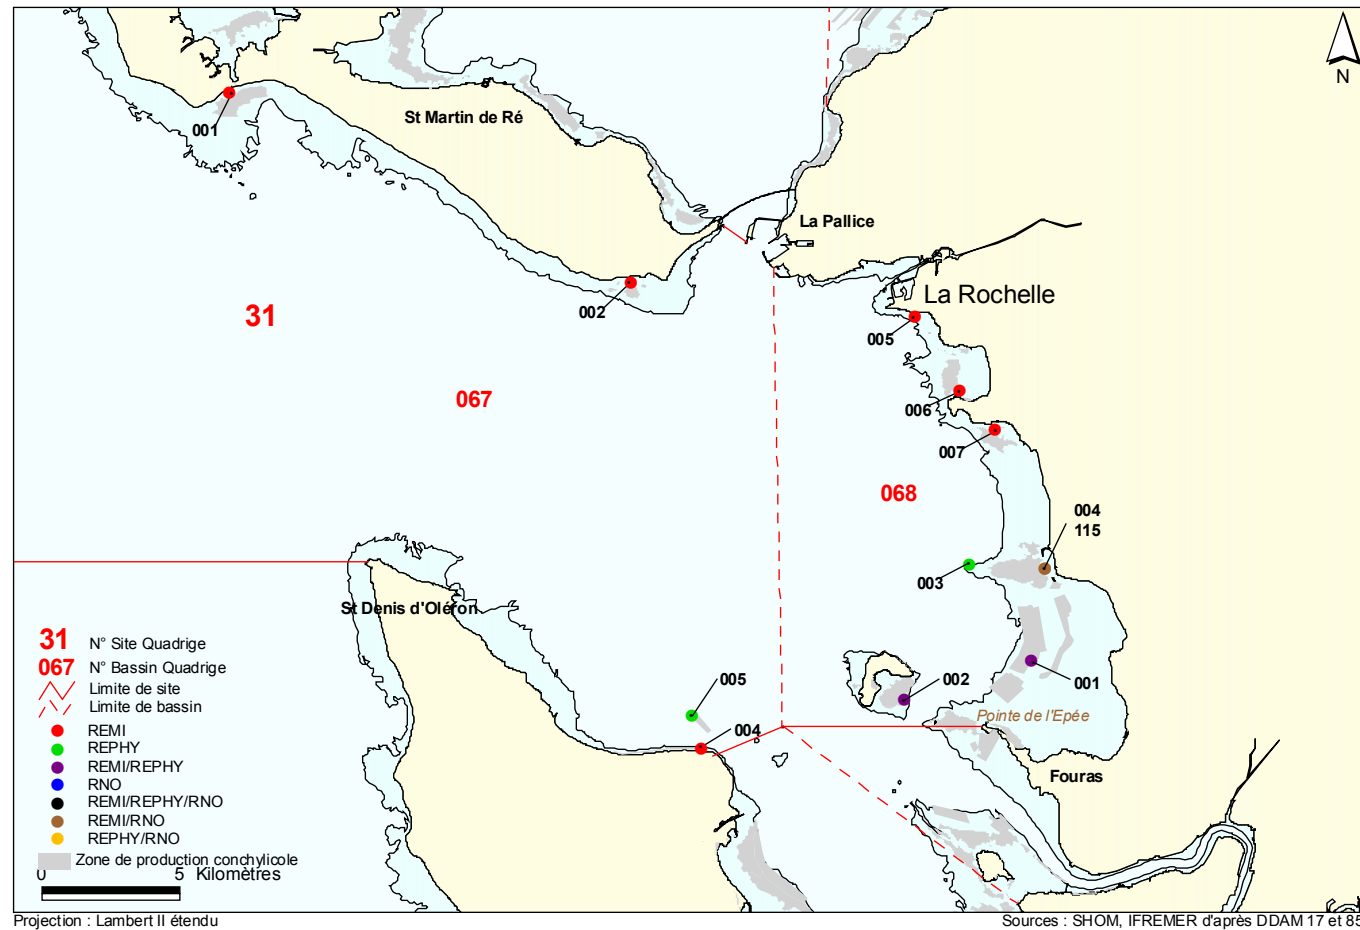 N
St Martin de Ré
001
La Pallice
La Rochelle
002
31
005
067
006
007
068
004
115
003
St Denis d'Oléron
005
002
001
004
Pointe de l'Epée
Fouras
31 N° Site Quadrige
067 N° Bassin Quadrige
Limite de site
Limite de bassin
REMI
REPHY
REMI/REPHY
RNO
REMI/REPHY/RNO
REMI/RNO
REPHY/RNO
Zone de production conchylicole
0 5 Kilomètres
Projection : Lambert II étendu
Sources : SHOM, IFREMER d'après DDAM 17 et 85